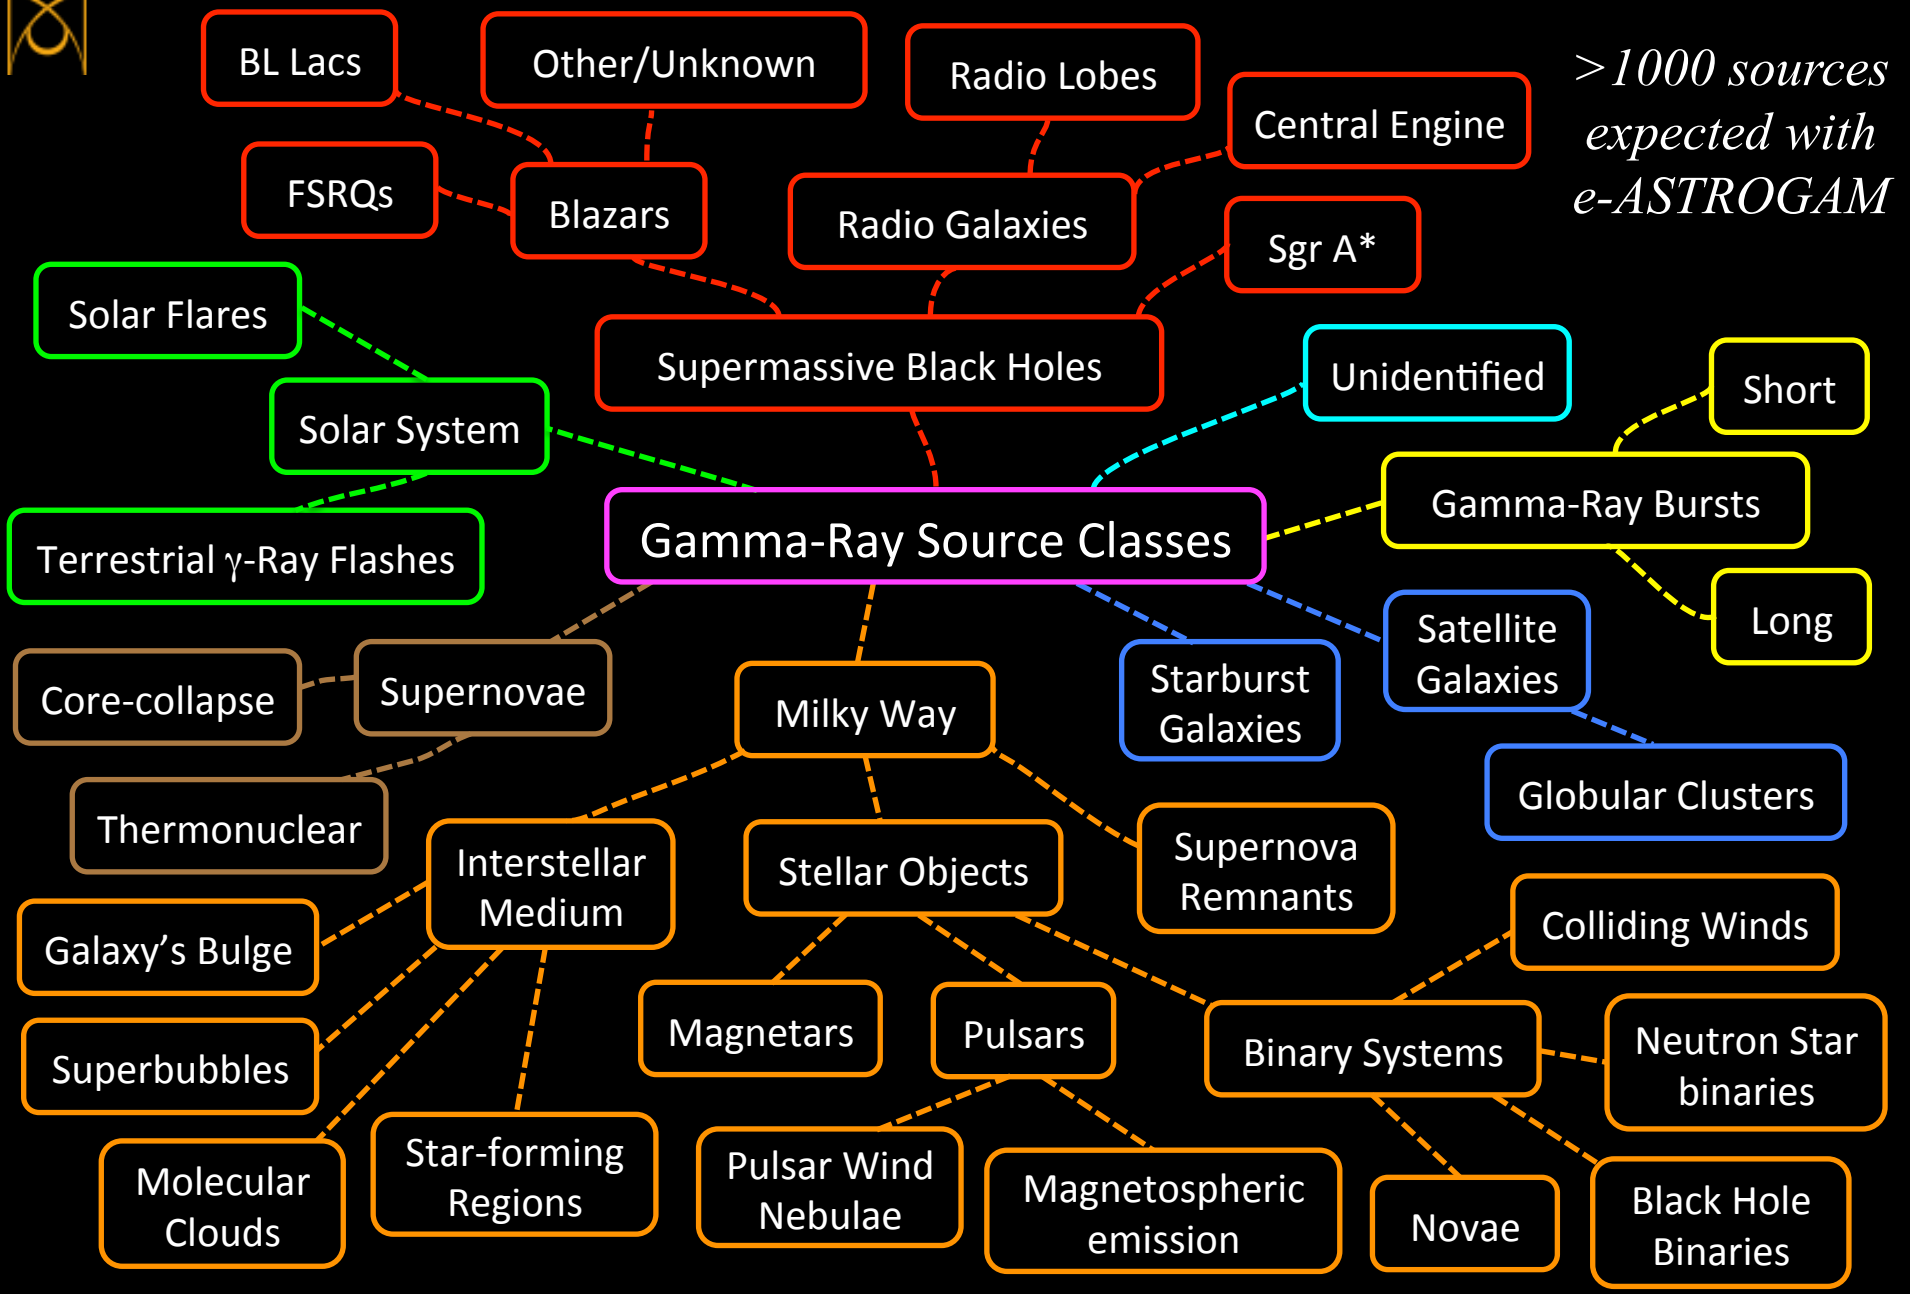 BL Lacs
Other/Unknown
Radio Lobes
Central Engine
>1000 sources
expected with
e-ASTROGAM
FSRQs
Blazars
Radio Galaxies
Sgr A*
Solar Flares
Supermassive Black Holes
Unidentified
Short
Solar System
Gamma-Ray Bursts
Terrestrial γ-Ray Flashes
Gamma-Ray Source Classes
Long
Core-collapse
Supernovae
Milky Way
Starburst
Galaxies
Satellite
Galaxies
Thermonuclear
Globular Clusters
Interstellar
Medium
Stellar Objects
Supernova
Remnants
Galaxy’s Bulge
Colliding Winds
Superbubbles
Magnetars
Pulsars
Binary Systems
Neutron Star
binaries
Molecular
Clouds
Star-forming
Regions
Pulsar Wind
Nebulae
Magnetospheric
emission
Novae
Black Hole
Binaries